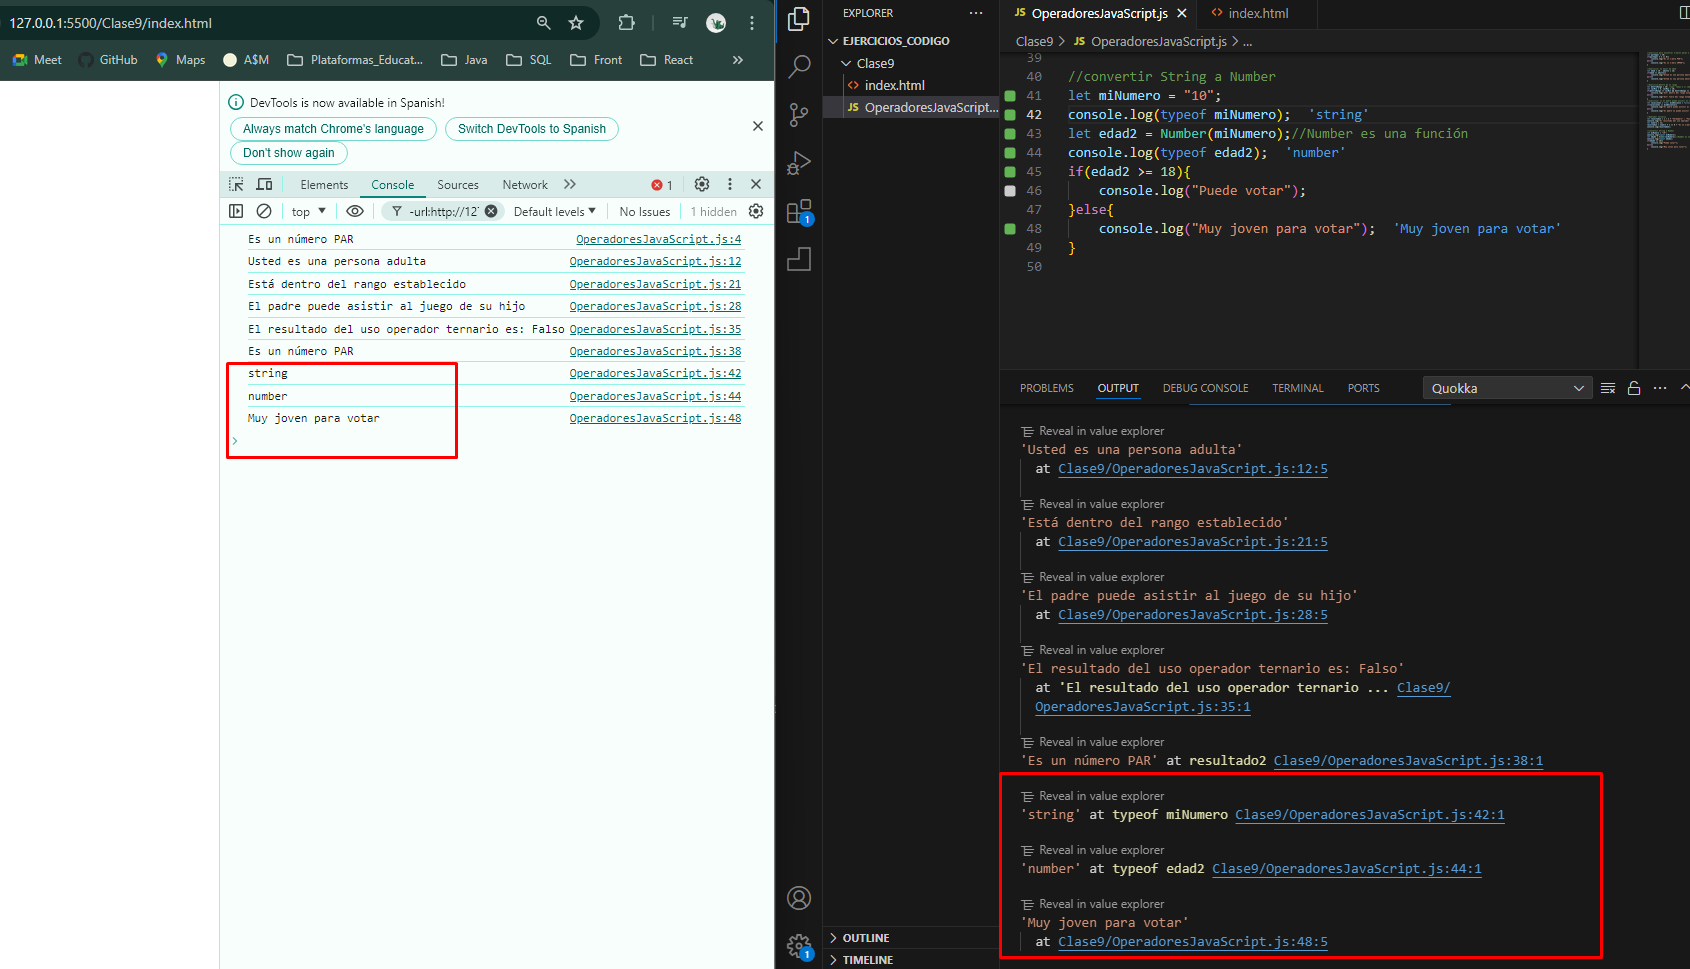 127.0.0.1:5500/Clase9/index.html
Meet
GitHub
Maps
A$M
Plataformas_Educat...
Java
SQL
Front
React
»
DevTools is now available in Spanish!
Always match Chrome's language
Switch DevTools to Spanish
Don't show again
Elements
Console
Sources
Network
1
top
-url:http://12
Default levels
No Issues
1 hidden
Es un número PAR OperadoresJavaScript.js:4
Usted es una persona adulta OperadoresJavaScript.js:12
Está dentro del rango establecido OperadoresJavaScript.js:21
El padre puede asistir al juego de su hijo OperadoresJavaScript.js:28
El resultado del uso operador ternario es: Falso OperadoresJavaScript.js:35
Es un número PAR OperadoresJavaScript.js:38
string OperadoresJavaScript.js:42
number OperadoresJavaScript.js:44
Muy joven para votar OperadoresJavaScript.js:48
1
1
EXPLORER
EJERCICIOS_CODIGO
Clase9
<> index.html
JS OperadoresJavaScript...
OUTLINE
TIMELINE
JS OperadoresJavaScript.js
<> index.html
Clase9 > JS OperadoresJavaScript.js > ...
39
40 //convertir String a Number
41 let miNumero = "10";
42 console.log(typeof miNumero); 'string'
43 let edad2 = Number(miNumero);//Number es una función
44 console.log(typeof edad2); 'number'
45 if(edad2 >= 18){
46 console.log("Puede votar");
47 }else{
48 console.log("Muy joven para votar"); 'Muy joven para votar'
49 }
50
PROBLEMS
OUTPUT
DEBUG CONSOLE
TERMINAL
PORTS
Quokka
Reveal in value explorer
'Usted es una persona adulta'
at Clase9/OperadoresJavaScript.js:12:5
Reveal in value explorer
'Está dentro del rango establecido'
at Clase9/OperadoresJavaScript.js:21:5
Reveal in value explorer
'El padre puede asistir al juego de su hijo'
at Clase9/OperadoresJavaScript.js:28:5
Reveal in value explorer
'El resultado del uso operador ternario es: Falso'
at 'El resultado del uso operador ternario ... Clase9/
OperadoresJavaScript.js:35:1
Reveal in value explorer
'Es un número PAR' at resultado2 Clase9/OperadoresJavaScript.js:38:1
Reveal in value explorer
'string' at typeof miNumero Clase9/OperadoresJavaScript.js:42:1
Reveal in value explorer
'number' at typeof edad2 Clase9/OperadoresJavaScript.js:44:1
Reveal in value explorer
'Muy joven para votar'
at Clase9/OperadoresJavaScript.js:48:5